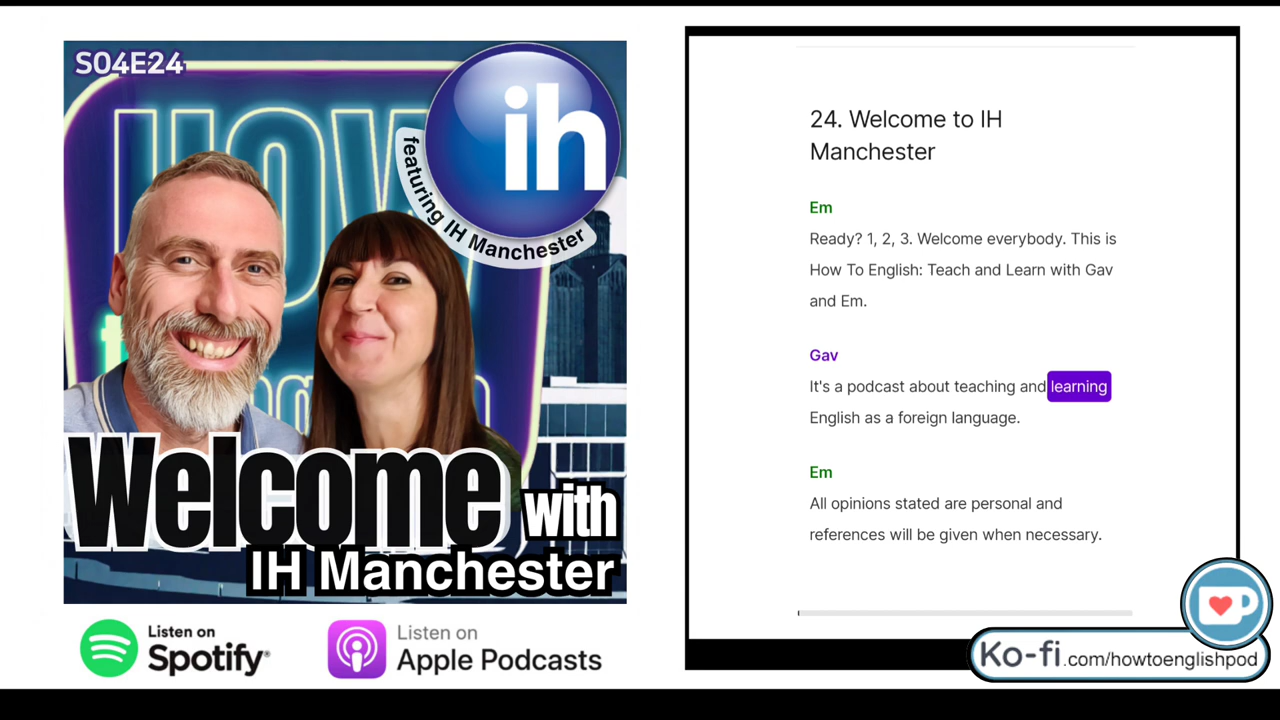 S04E24
HOW
ih
featuring IH Manchester
Welcome
with
IH Manchester
Listen on
Spotify®
Listen on
Apple Podcasts
24. Welcome to IH
Manchester
Em
Ready? 1, 2, 3. Welcome everybody. This is
How To English: Teach and Learn with Gav
and Em.
Gav
It's a podcast about teaching and learning
English as a foreign language.
Em
All opinions stated are personal and
references will be given when necessary.
Ko-fi.com/howtoenglishpod